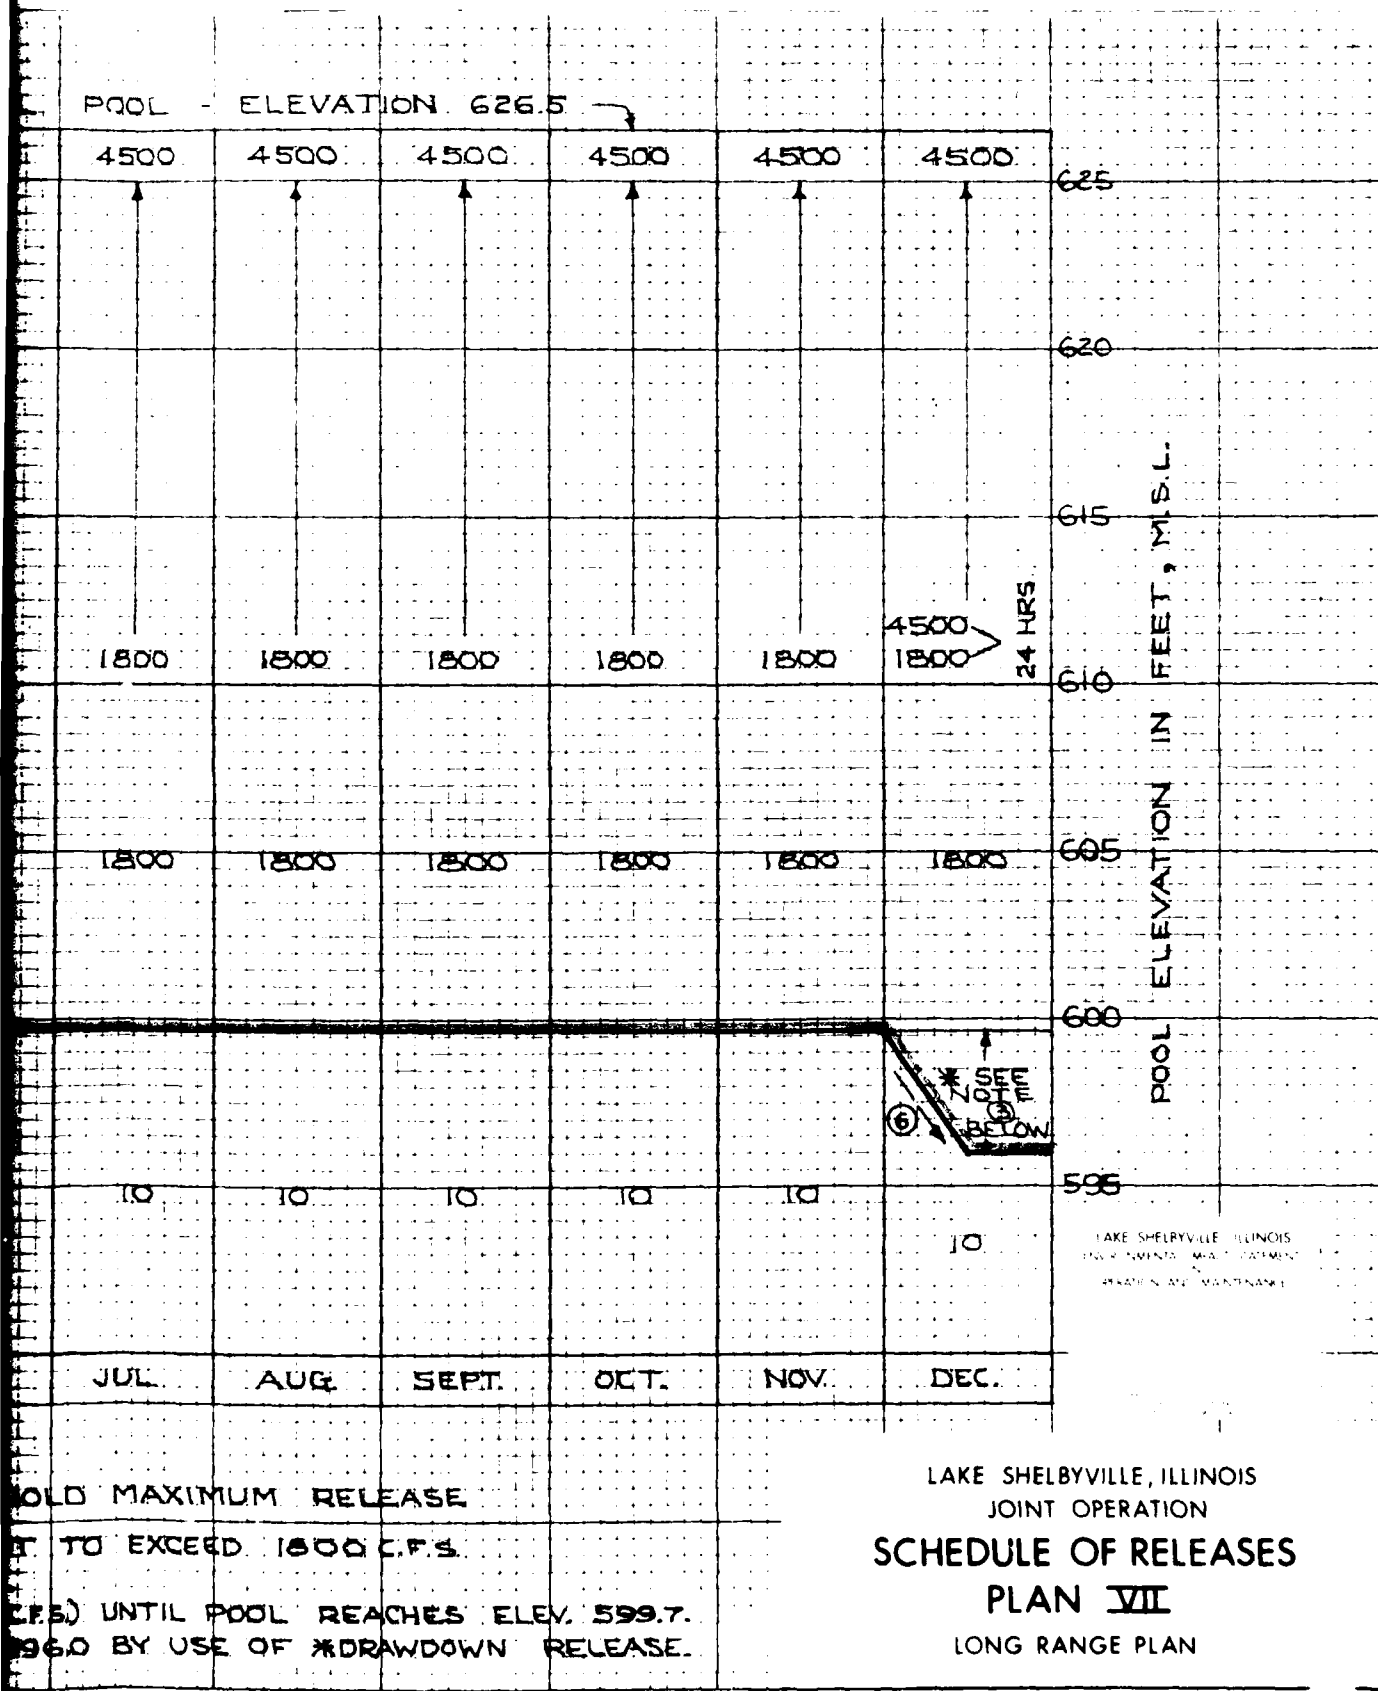 POOL - ELEVATION 626.5
4500 4500 4500 4500 4500 4500
625
620
615
4500
1800 1800 1800 1800 1800 1800
24 HRS.
610
POOL ELEVATION IN FEET, M.S.L.
1800 1800 1800 1800 1800 1800
605
600
* SEE
NOTE
3
BELOW
6
595
10 10 10 10 10
10
LAKE SHELBYVILLE ILLINOIS
JUL. AUG. SEPT. OCT. NOV. DEC.
OLD MAXIMUM RELEASE
T TO EXCEED 1800 C.F.S.
C.F.S.) UNTIL POOL REACHES ELEV. 599.7.
96.0 BY USE OF *DRAWDOWN RELEASE.
LAKE SHELBYVILLE, ILLINOIS
JOINT OPERATION
SCHEDULE OF RELEASES
PLAN VII
LONG RANGE PLAN